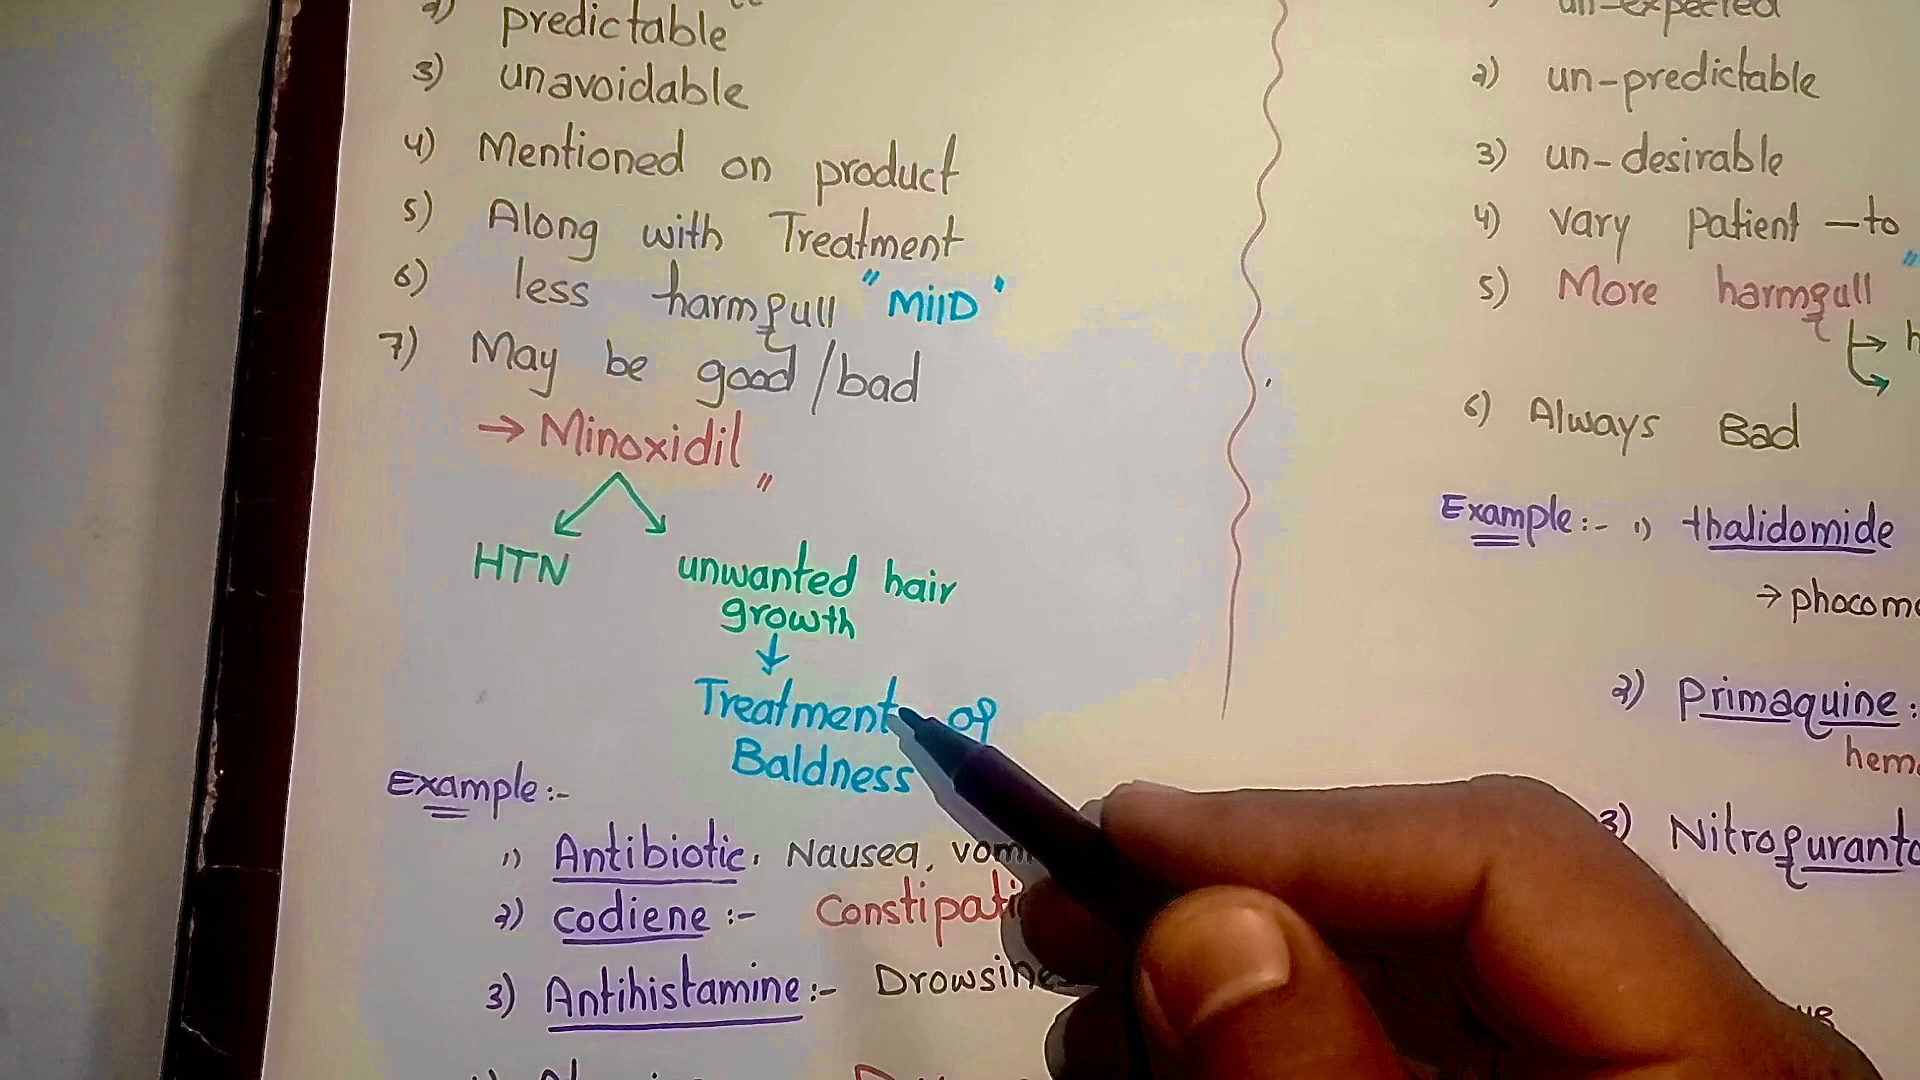 2) predictable
3) unavoidable
4) Mentioned on product
5) Along with Treatment
6) less harmfull "MilD"
7) May be good/bad
→ Minoxidil "
HTN
unwanted hair
growth
Treatment of
Baldness
Example:-
1) Antibiotic. Nausea,
2) codiene :-
3) Antihistamine:-
un-expected
2) un-predictable
3) un-desirable
4) vary patient -to
5) More harmfull
6) Always Bad
Example:- 1) thalidomide
2) Primaquine:
3)